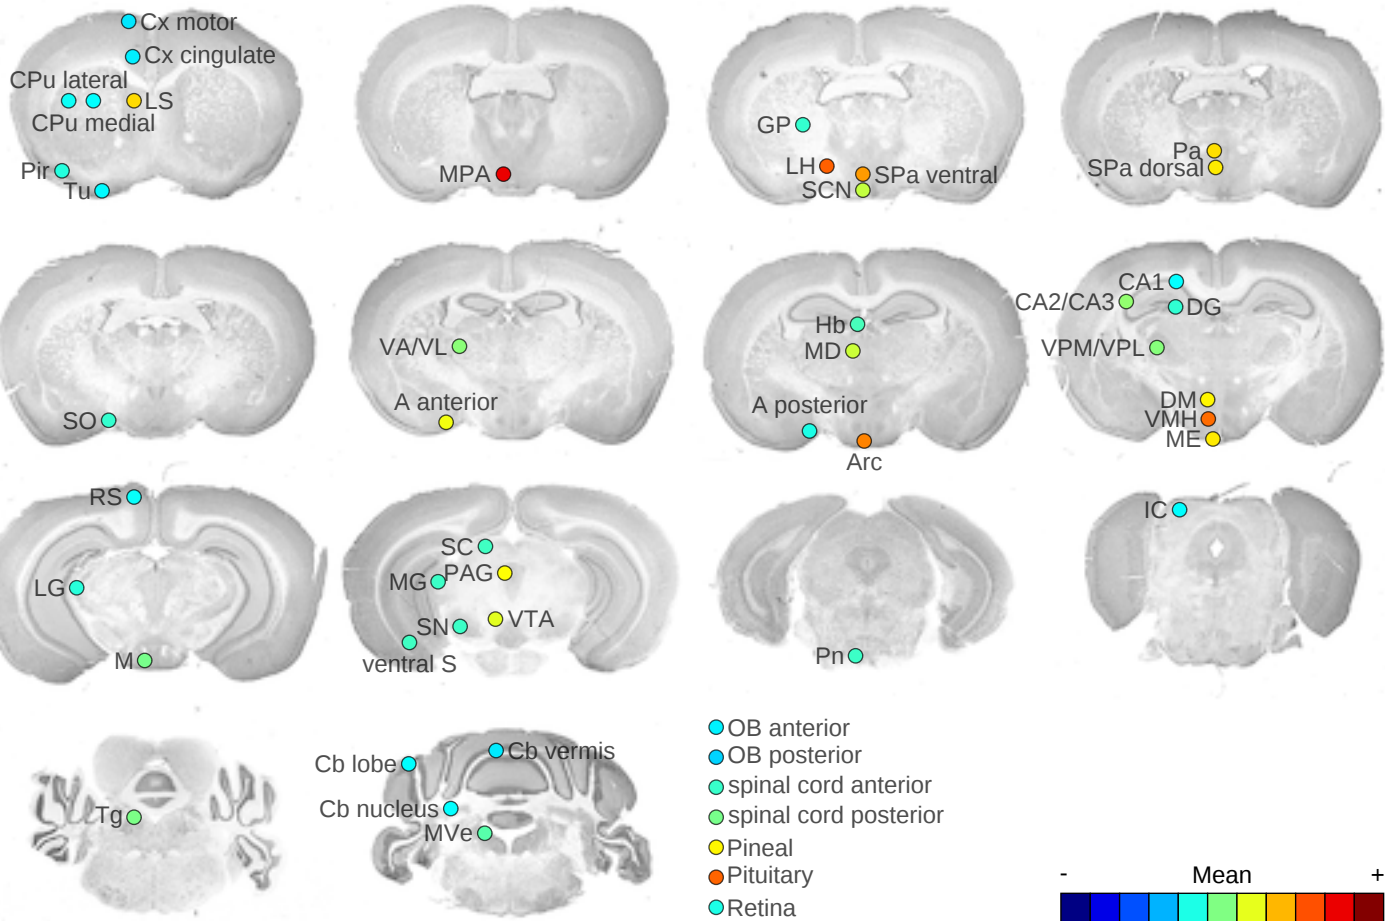 Cx motor
Cx cingulate
CPu lateral
LS
CPu medial
Pir
Tu
MPA
GP
LH
SPa ventral
SCN
Pa
SPa dorsal
SO
VA/VL
A anterior
Hb
MD
A posterior
Arc
CA1
CA2/CA3
DG
VPM/VPL
DM
VMH
ME
RS
LG
M
SC
MG
PAG
SN
VTA
ventral S
Pn
IC
Tg
Cb lobe
Cb vermis
Cb nucleus
MVe
OB anterior
OB posterior
spinal cord anterior
spinal cord posterior
Pineal
Pituitary
Retina
- Mean +